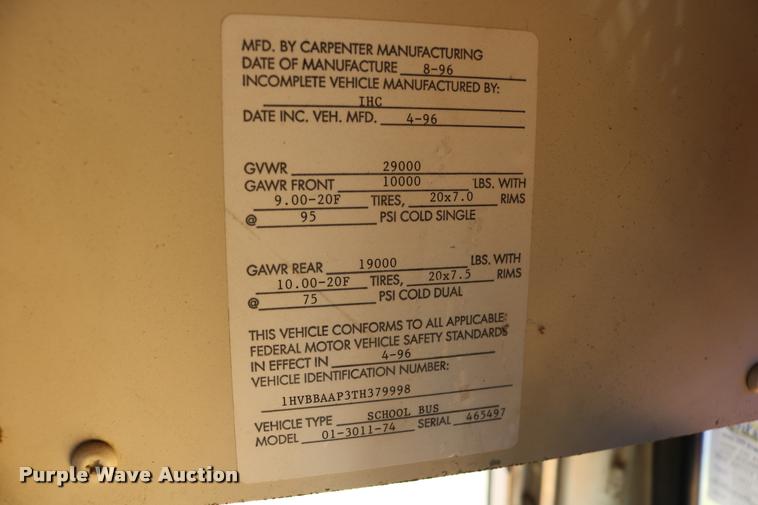 MFD. BY CARPENTER MANUFACTURING
DATE OF MANUFACTURE 8-96
INCOMPLETE VEHICLE MANUFACTURED BY:
IHC
DATE INC. VEH. MFD. 4-96
GVWR 29000
GAWR FRONT 10000 LBS. WITH
9.00-20F TIRES, 20x7.0 RIMS
@ 95 PSI COLD SINGLE
GAWR REAR 19000 LBS. WITH
10.00-20F TIRES, 20x7.5 RIMS
@ 75 PSI COLD DUAL
THIS VEHICLE CONFORMS TO ALL APPLICABLE
FEDERAL MOTOR VEHICLE SAFETY STANDARDS
IN EFFECT IN 4-96
VEHICLE IDENTIFICATION NUMBER:
1HVBBAAP3TH379998
VEHICLE TYPE SCHOOL BUS
MODEL 01-3011-74 SERIAL 465497
Purple Wave Auction